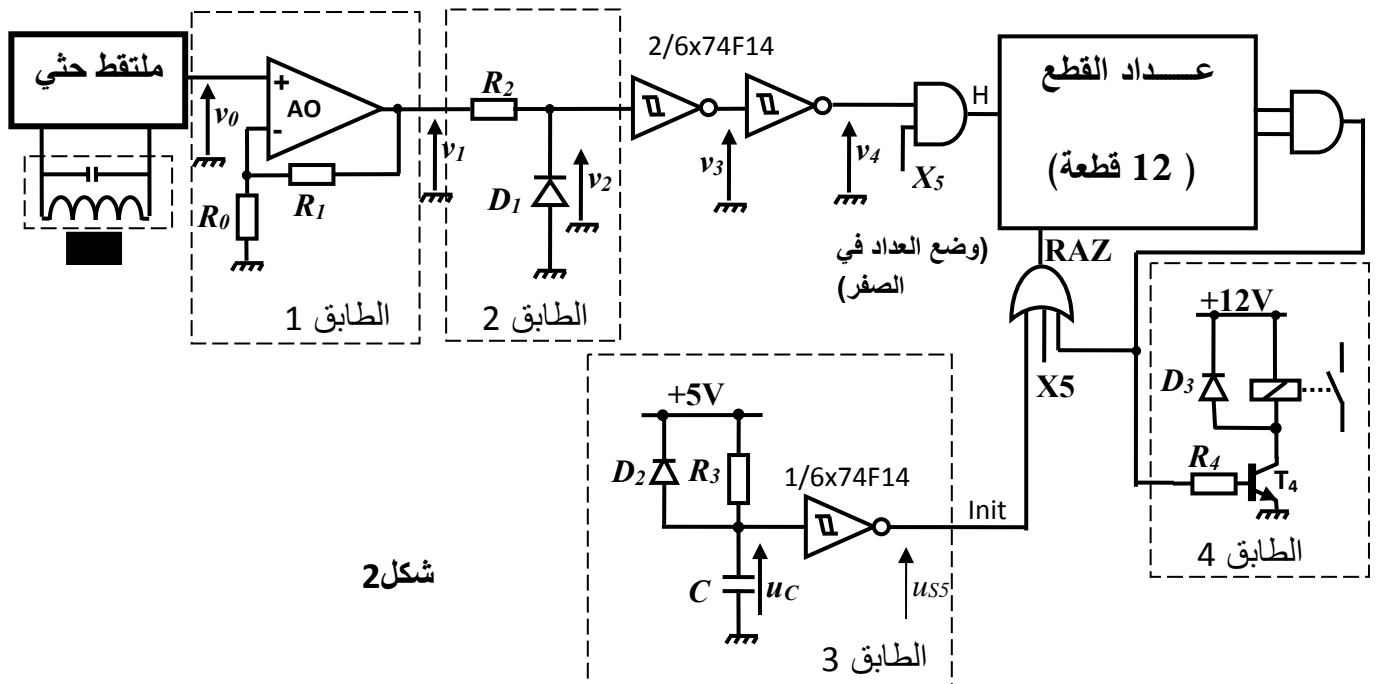 ملتقط حثي
v0
+
AO
-
R1
R0
الطابق 1
v1
R2
D1
v2
الطابق 2
2/6x74F14
v3
v4
X5
H
عـــــداد القطع
( 12 قطعة)
RAZ
(وضع العداد في
الصفر)
X5
+5V
D2
R3
1/6x74F14
Init
C
uC
uS5
الطابق 3
+12V
D3
R4
T4
الطابق 4
شكل2